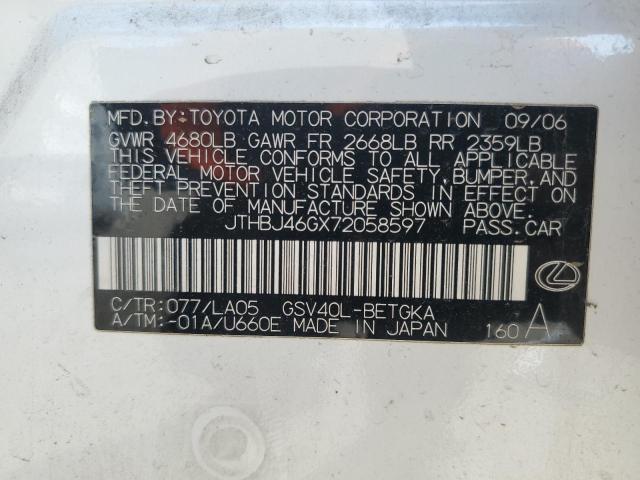 MFD.BY:TOYOTA MOTOR CORPORATION 09/06
GVWR 4680LB GAWR FR 2668LB RR 2359LB
THIS VEHICLE CONFORMS TO ALL APPLICABLE
FEDERAL MOTOR VEHICLE SAFETY,BUMPER,AND
THEFT PREVENTION STANDARDS IN EFFECT ON
THE DATE OF MANUFACTURE SHOWN ABOVE.
JTHBJ46GX72058597 PASS.CAR
C/TR:077/LA05 GSV40L-BETGKA
A/TM:-01A/U660E MADE IN JAPAN 160 A